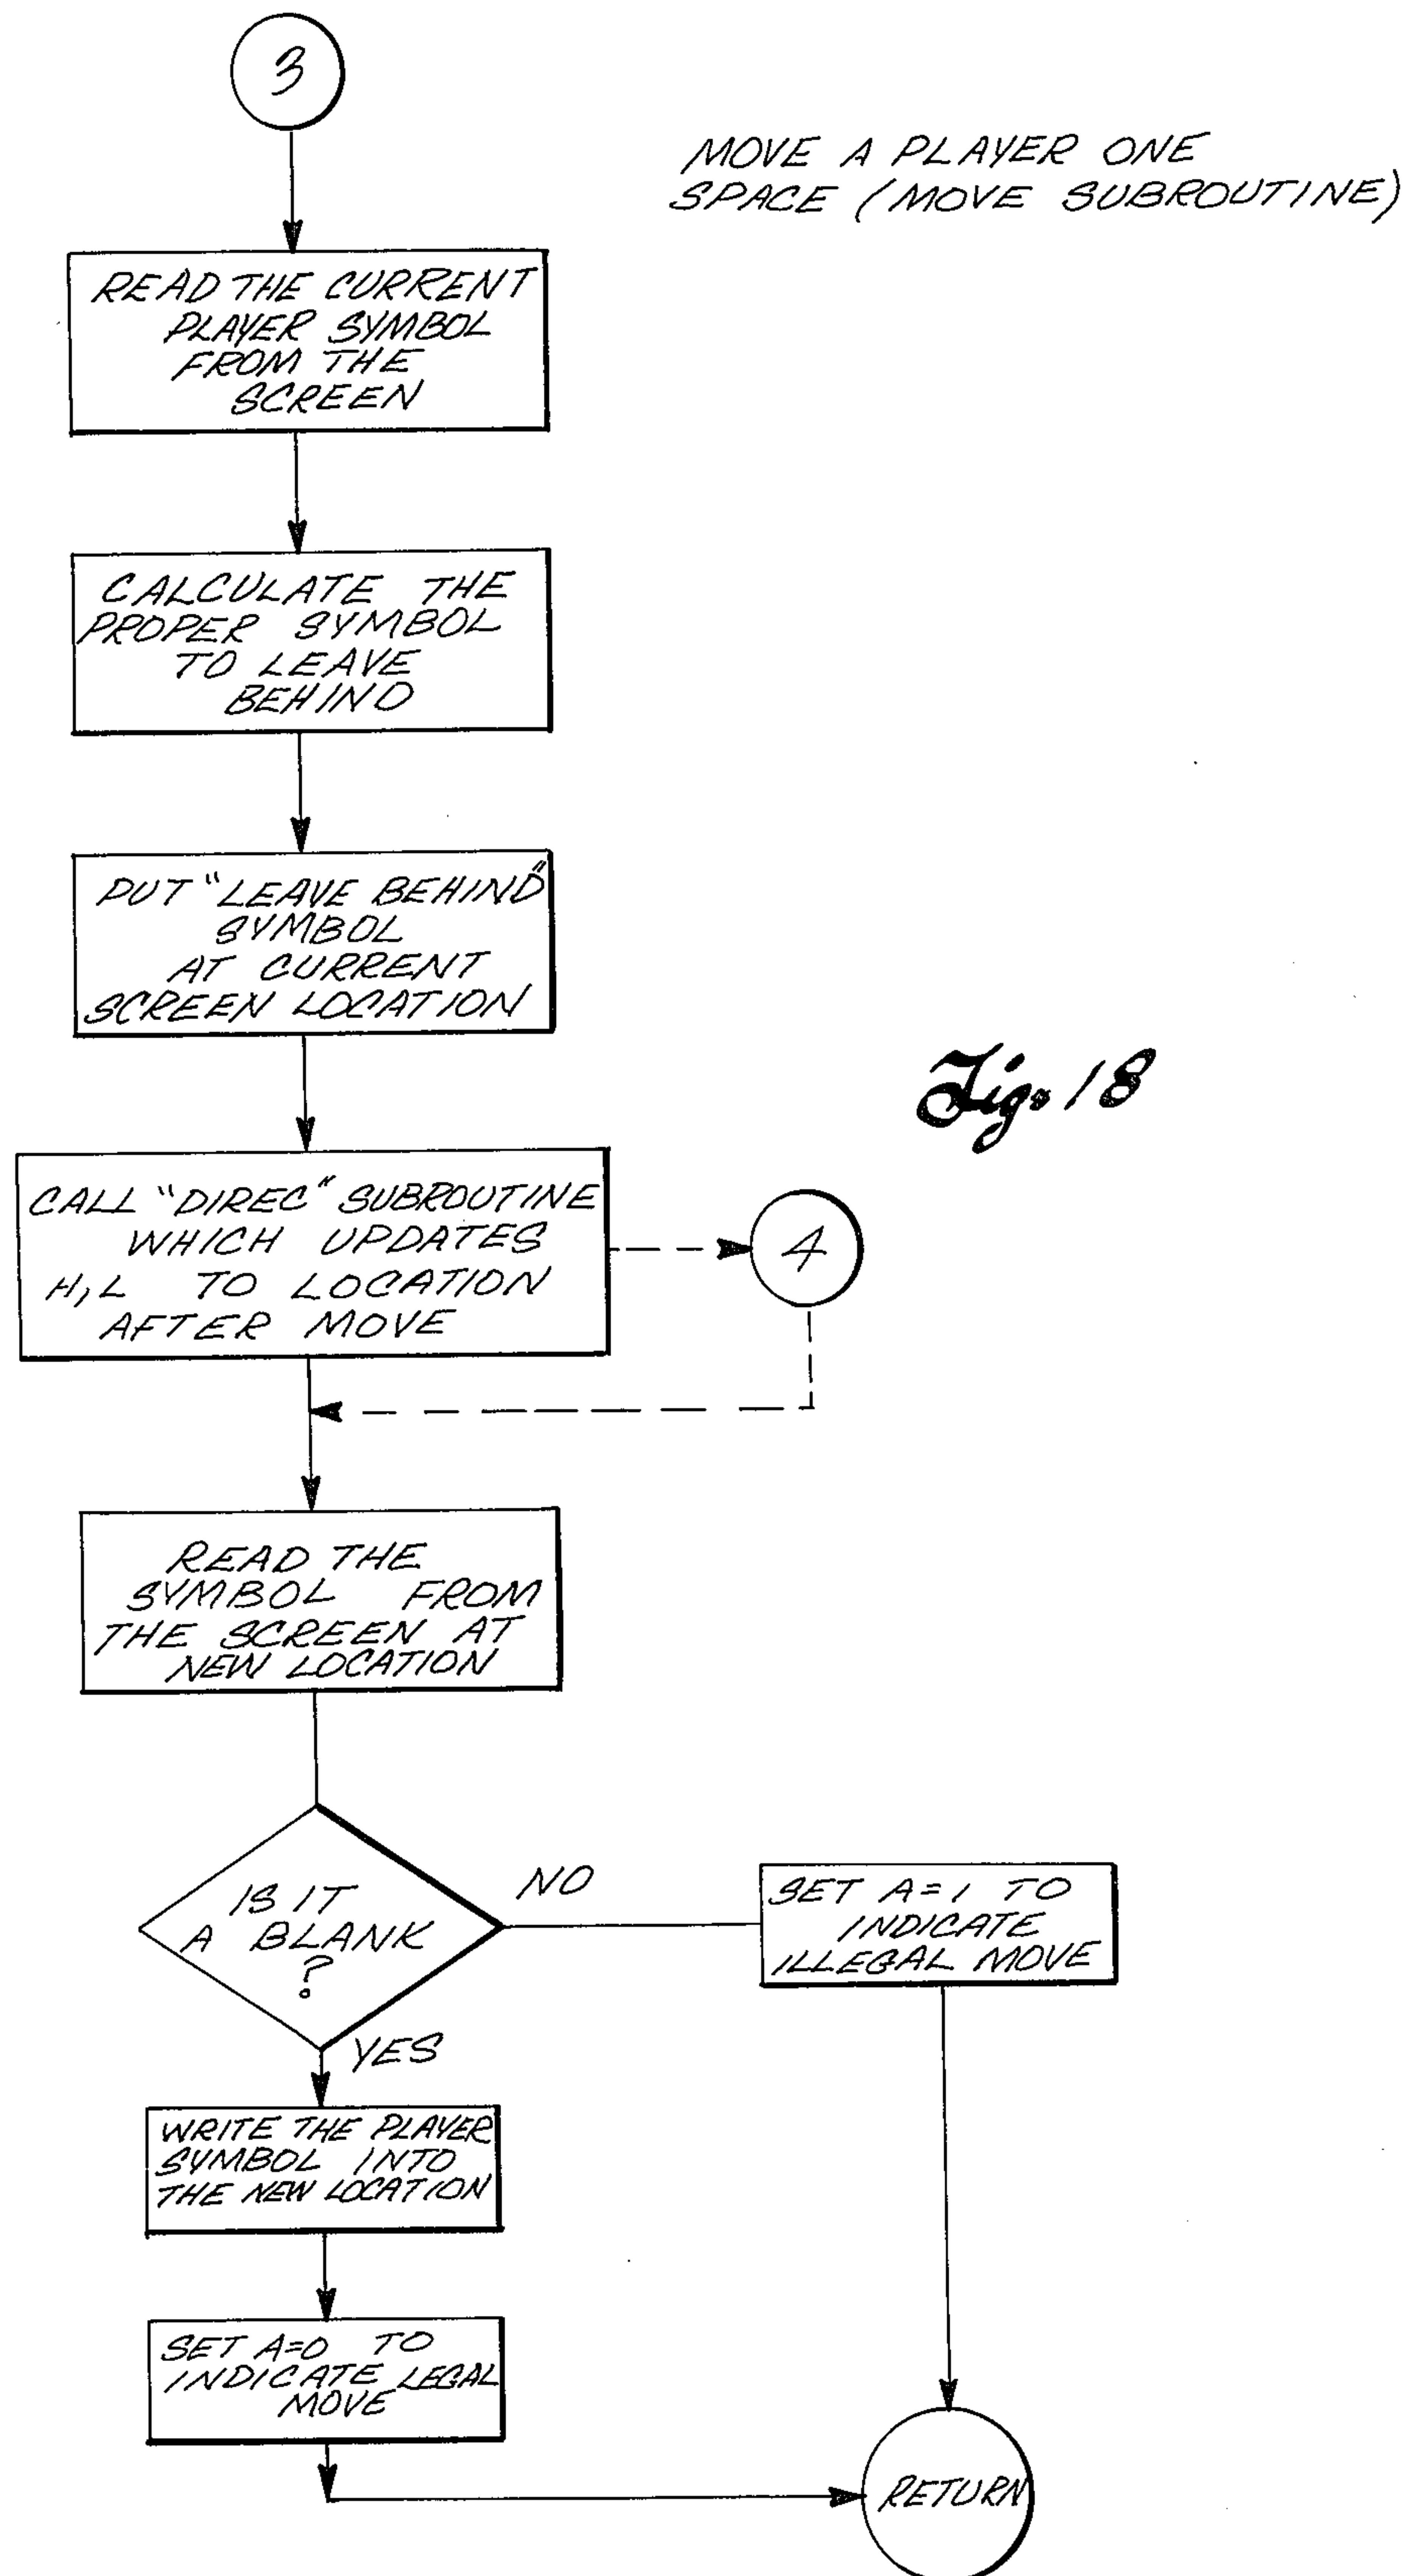 3
MOVE A PLAYER ONE
SPACE (MOVE SUBROUTINE)
READ THE CURRENT
PLAYER SYMBOL
FROM THE
SCREEN
CALCULATE THE
PROPER SYMBOL
TO LEAVE
BEHIND
PUT "LEAVE BEHIND"
SYMBOL
AT CURRENT
SCREEN LOCATION
Fig. 18
CALL "DIREC" SUBROUTINE
WHICH UPDATES
H,L TO LOCATION
AFTER MOVE
4
READ THE
SYMBOL FROM
THE SCREEN AT
NEW LOCATION
IS IT
A BLANK
?
NO
SET A=1 TO
INDICATE
ILLEGAL MOVE
YES
WRITE THE PLAYER
SYMBOL INTO
THE NEW LOCATION
SET A=0 TO
INDICATE LEGAL
MOVE
RETURN